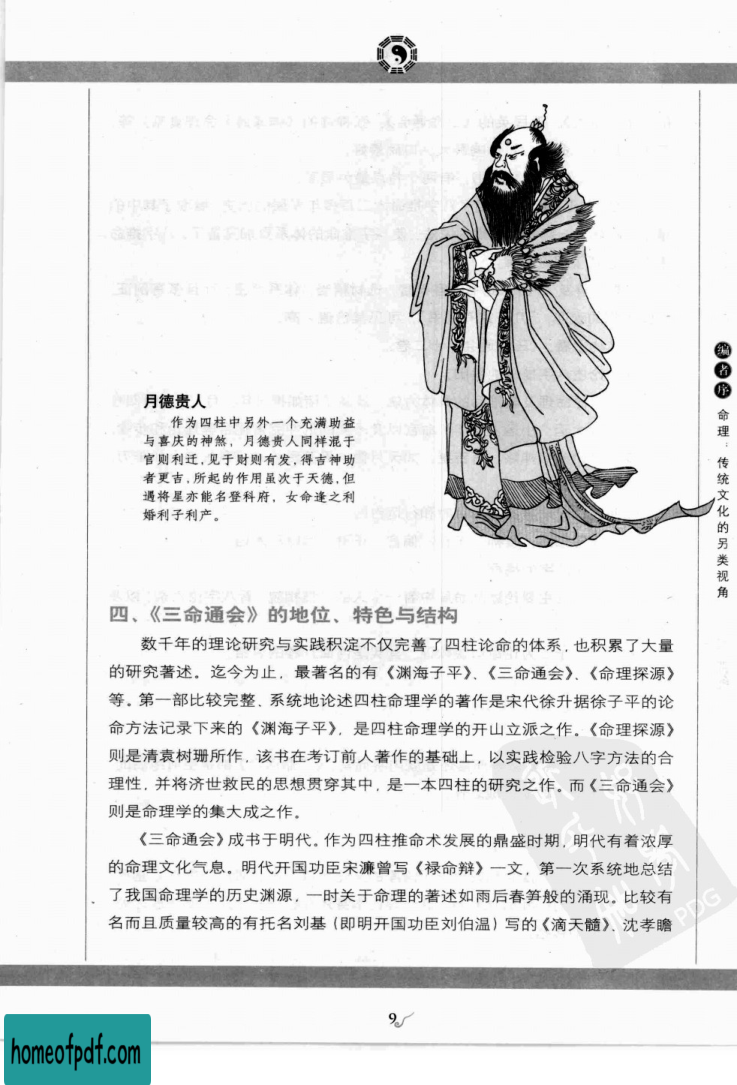 月德贵人
作为四柱中另外一个充满助益
与喜庆的神煞，月德贵人同样混于
官则利迁，见于财则有发，得吉神助
者更吉，所起的作用虽次于天德，但
遇将星亦能名登科府，女命逢之利
婚利子利产。
编者序
命理：传统文化的另类视角
四、《三命通会》的地位、特色与结构
数千年的理论研究与实践积淀不仅完善了四柱论命的体系，也积累了大量
的研究著述。迄今为止，最著名的有《渊海子平》、《三命通会》、《命理探源》
等。第一部比较完整、系统地论述四柱命理学的著作是宋代徐升据徐子平的论
命方法记录下来的《渊海子平》，是四柱命理学的开山立派之作。《命理探源》
则是清袁树珊所作，该书在考订前人著作的基础上，以实践检验八字方法的合
理性，并将济世救民的思想贯穿其中，是一本四柱的研究之作。而《三命通会》
则是命理学的集大成之作。
《三命通会》成书于明代。作为四柱推命术发展的鼎盛时期，明代有着浓厚
的命理文化气息。明代开国功臣宋濂曾写《禄命辩》一文，第一次系统地总结
了我国命理学的历史渊源，一时关于命理的著述如雨后春笋般的涌现。比较有
名而且质量较高的有托名刘基（即明开国功臣刘伯温）写的《滴天髓》、沈孝瞻
PDG
9
homeofpdf.com